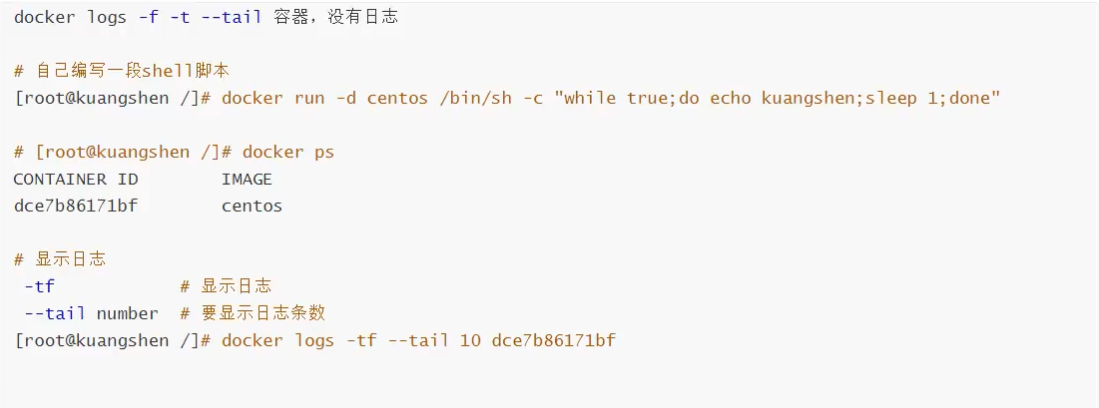 docker logs -f -t --tail 容器，没有日志
# 自己编写一段shell脚本
[root@kuangshen /]# docker run -d centos /bin/sh -c "while true;do echo kuangshen;sleep 1;done"
# [root@kuangshen /]# docker ps
CONTAINER ID        IMAGE
dce7b86171bf        centos
# 显示日志
 -tf            # 显示日志
 --tail number  # 要显示日志条数
[root@kuangshen /]# docker logs -tf --tail 10 dce7b86171bf